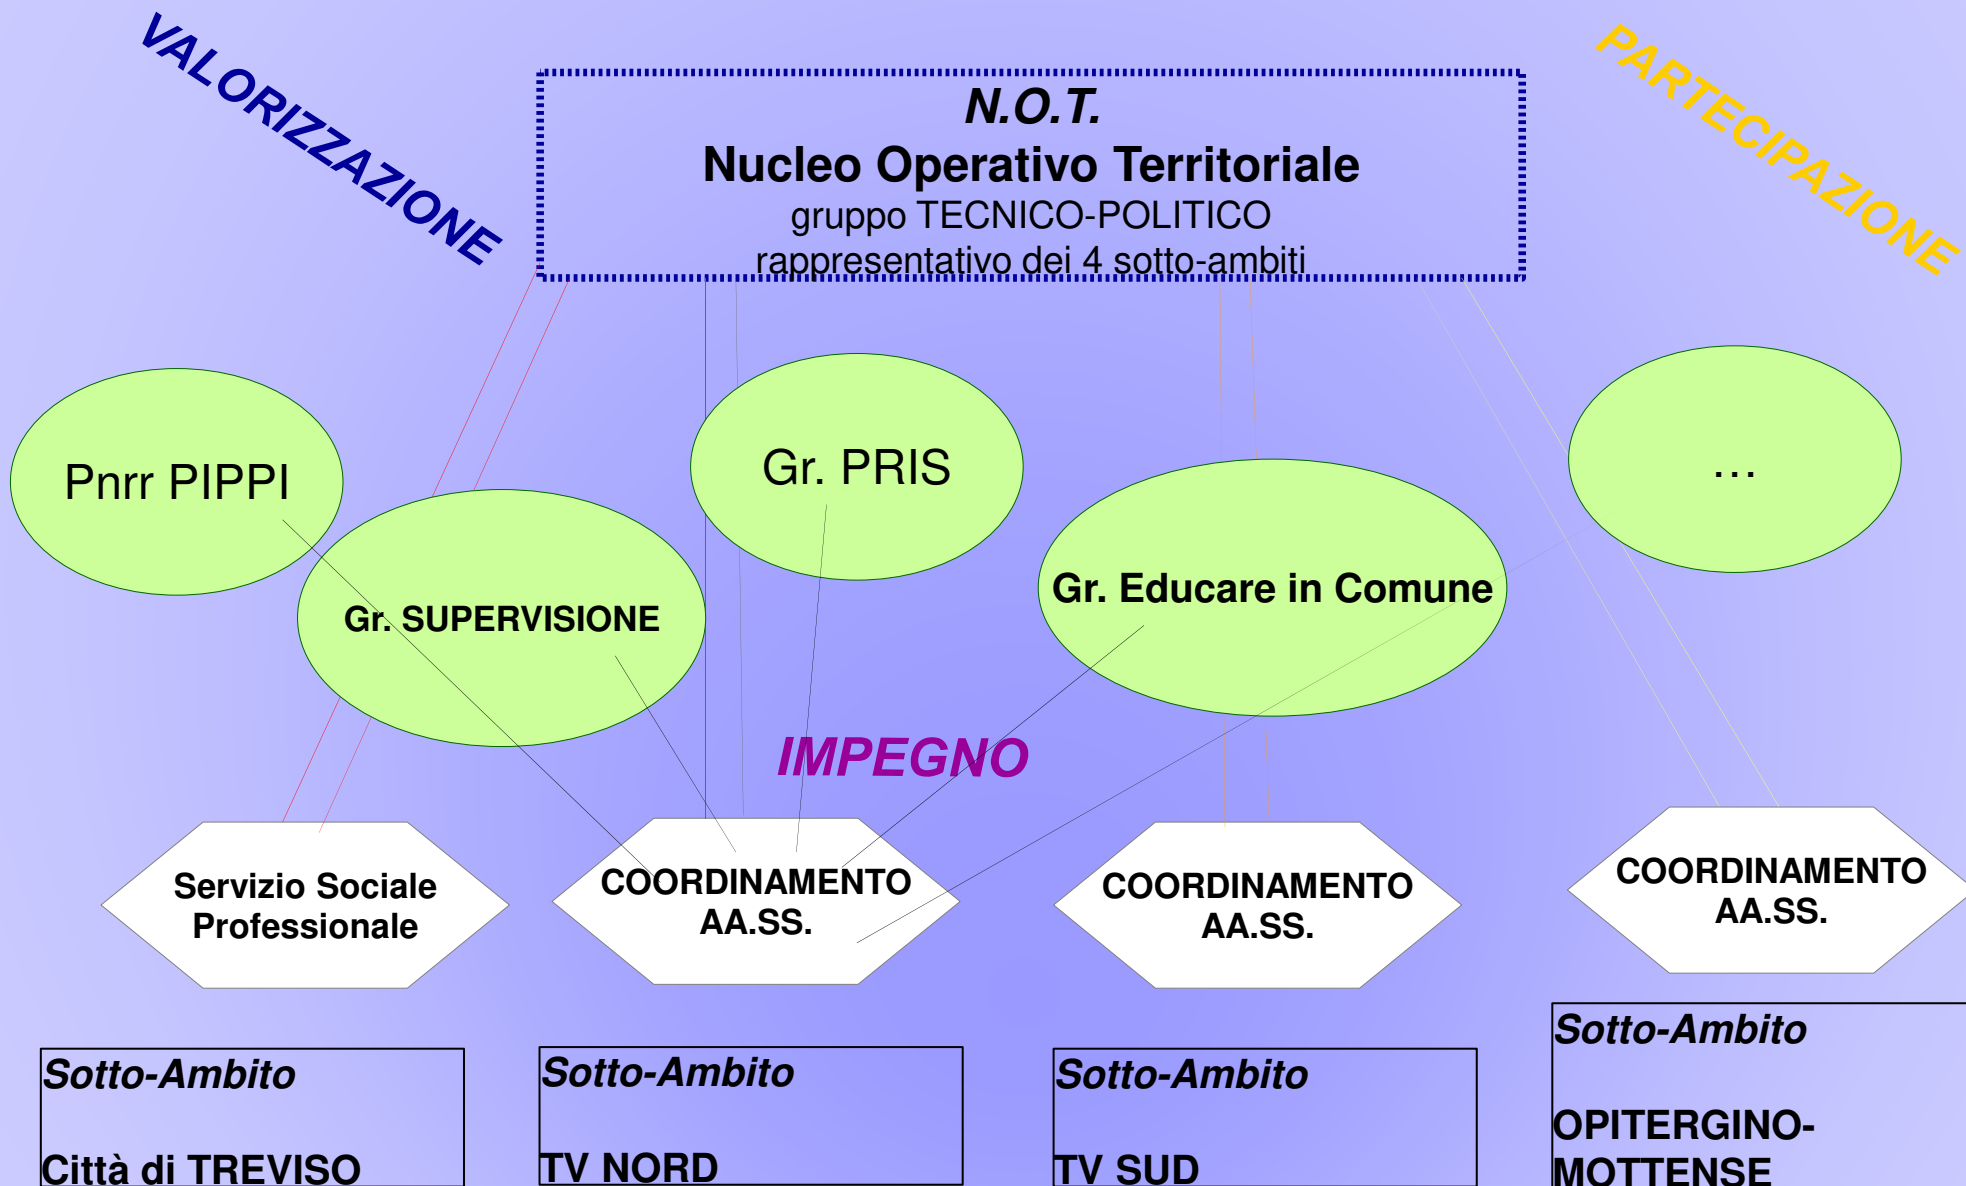 VALORIZZAZIONE
PARTECIPAZIONE
N.O.T.
Nucleo Operativo Territoriale
gruppo TECNICO-POLITICO
rappresentativo dei 4 sotto-ambiti
Pnrr PIPPI
Gr. SUPERVISIONE
Gr. PRIS
Gr. Educare in Comune
...
IMPEGNO
Servizio Sociale
Professionale
COORDINAMENTO
AA.SS.
COORDINAMENTO
AA.SS.
COORDINAMENTO
AA.SS.
Sotto-Ambito
Città di TREVISO
Sotto-Ambito
TV NORD
Sotto-Ambito
TV SUD
Sotto-Ambito
OPITERGINO-
MOTTENSE